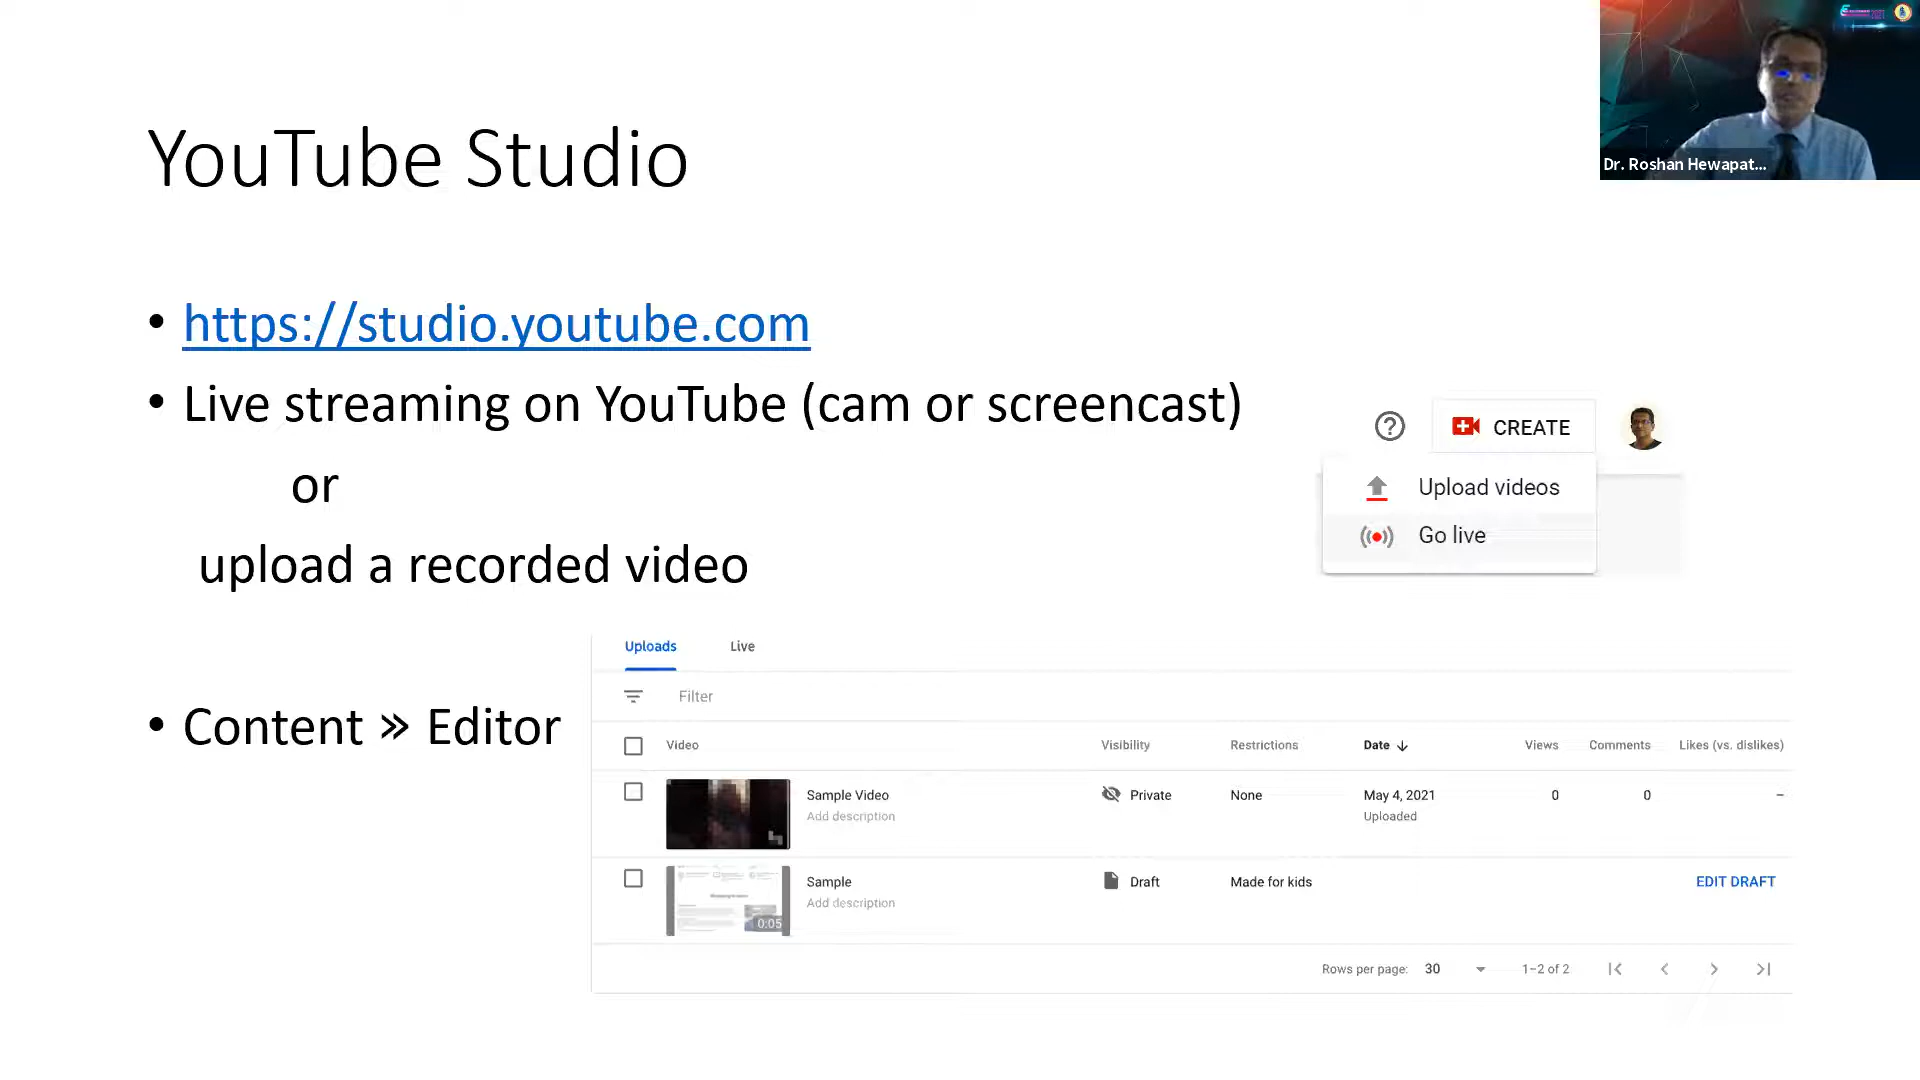 YouTube Studio
Dr. Roshan Hewapat...
• https://studio.youtube.com
• Live streaming on YouTube (cam or screencast)
or
upload a recorded video
CREATE
Upload videos
Go live
• Content » Editor
Uploads Live
Filter
Video Visibility Restrictions Date Views Comments Likes (vs. dislikes)
Sample Video Private None May 4, 2021 0 0 –
Add description Uploaded
Sample Draft Made for kids EDIT DRAFT
Add description
0:05
Rows per page: 30 1–2 of 2